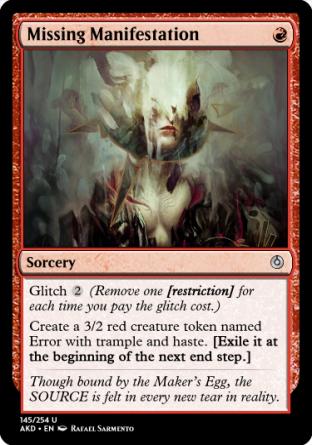 Missing Manifestation
Sorcery
Glitch 2 (Remove one [restriction] for
each time you pay the glitch cost.)
Create a 3/2 red creature token named
Error with trample and haste. [Exile it at
the beginning of the next end step.]
Though bound by the Maker's Egg, the
SOURCE is felt in every new tear in reality.
145/254 U
AKD • EN Rafael Sarmento